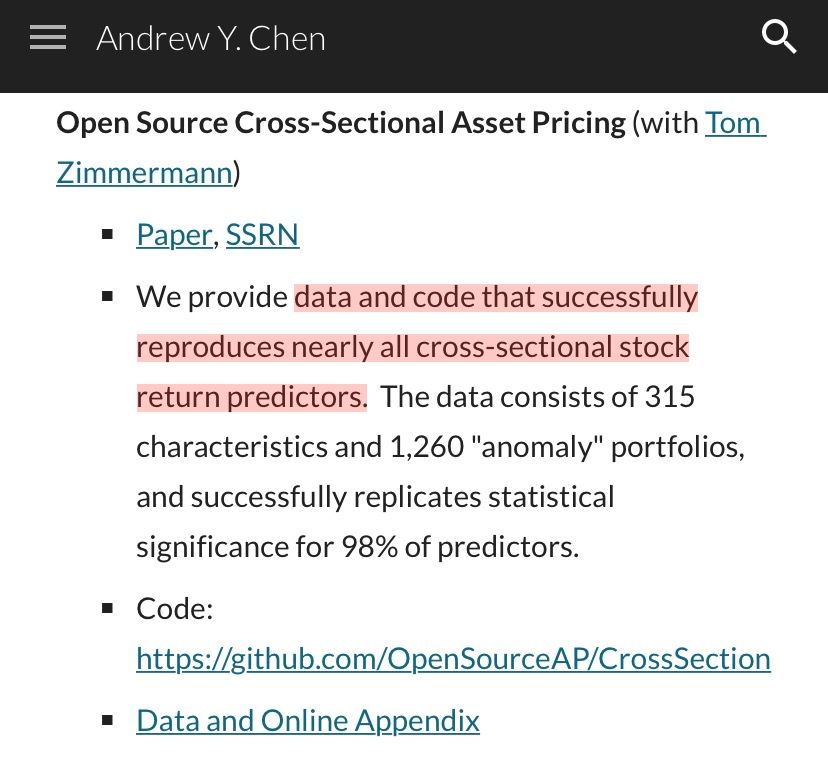 Andrew Y. Chen
Open Source Cross-Sectional Asset Pricing (with Tom
Zimmermann)
▪ Paper, SSRN
▪ We provide data and code that successfully
reproduces nearly all cross-sectional stock
return predictors. The data consists of 315
characteristics and 1,260 "anomaly" portfolios,
and successfully replicates statistical
significance for 98% of predictors.
▪ Code:
https://github.com/OpenSourceAP/CrossSection
▪ Data and Online Appendix